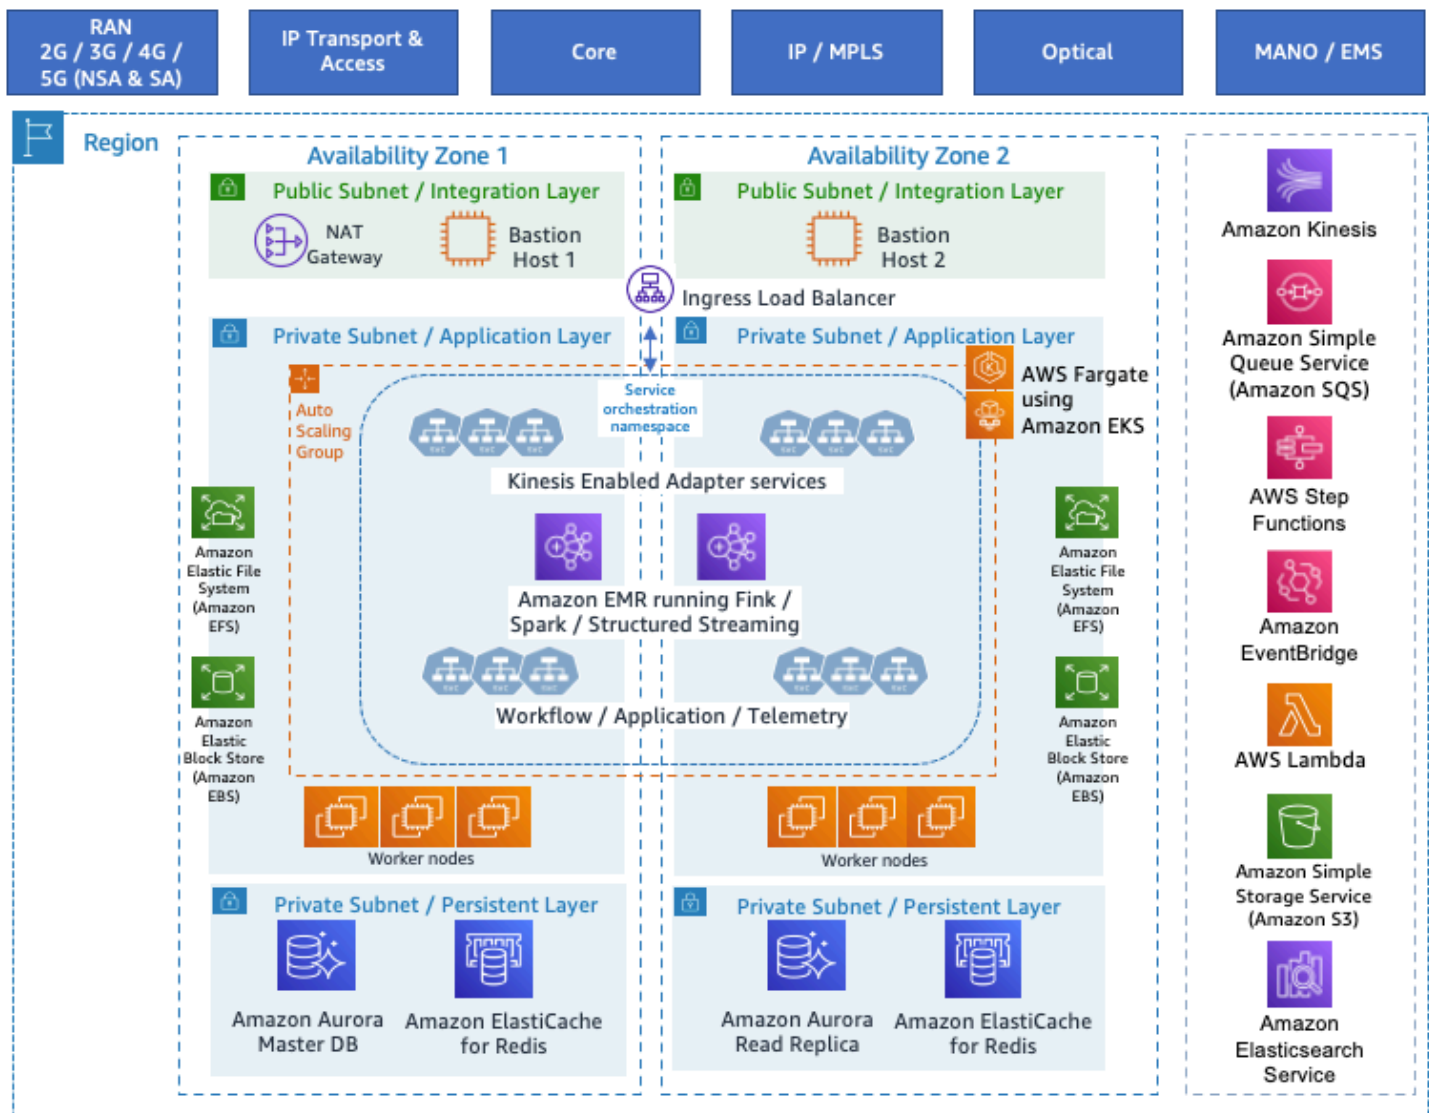 RAN
2G / 3G / 4G /
5G (NSA & SA)
IP Transport &
Access
Core
IP / MPLS
Optical
MANO / EMS
Region
Availability Zone 1
Public Subnet / Integration Layer
NAT
Gateway
Bastion
Host 1
Availability Zone 2
Public Subnet / Integration Layer
Bastion
Host 2
Ingress Load Balancer
Private Subnet / Application Layer
Private Subnet / Application Layer
Auto
Scaling
Group
Service
orchestration
namespace
AWS Fargate
using
Amazon EKS
Kinesis Enabled Adapter services
Amazon EMR running Fink /
Spark / Structured Streaming
Workflow / Application / Telemetry
Amazon
Elastic File
System
(Amazon
EFS)
Amazon
Elastic
Block Store
(Amazon
EBS)
Amazon
Elastic File
System
(Amazon
EFS)
Amazon
Elastic
Block Store
(Amazon
EBS)
Worker nodes
Worker nodes
Private Subnet / Persistent Layer
Amazon Aurora
Master DB
Amazon ElastiCache
for Redis
Private Subnet / Persistent Layer
Amazon Aurora
Read Replica
Amazon ElastiCache
for Redis
Amazon Kinesis
Amazon Simple
Queue Service
(Amazon SQS)
AWS Step
Functions
Amazon
EventBridge
AWS Lambda
Amazon Simple
Storage Service
(Amazon S3)
Amazon
Elasticsearch
Service